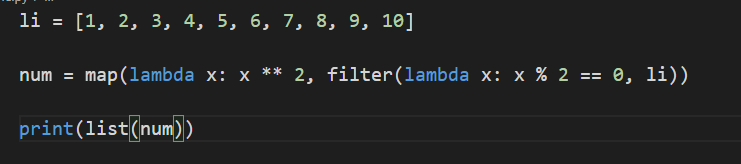 li = [1, 2, 3, 4, 5, 6, 7, 8, 9, 10]
num = map(lambda x: x ** 2, filter(lambda x: x % 2 == 0, li))
print(list(num))